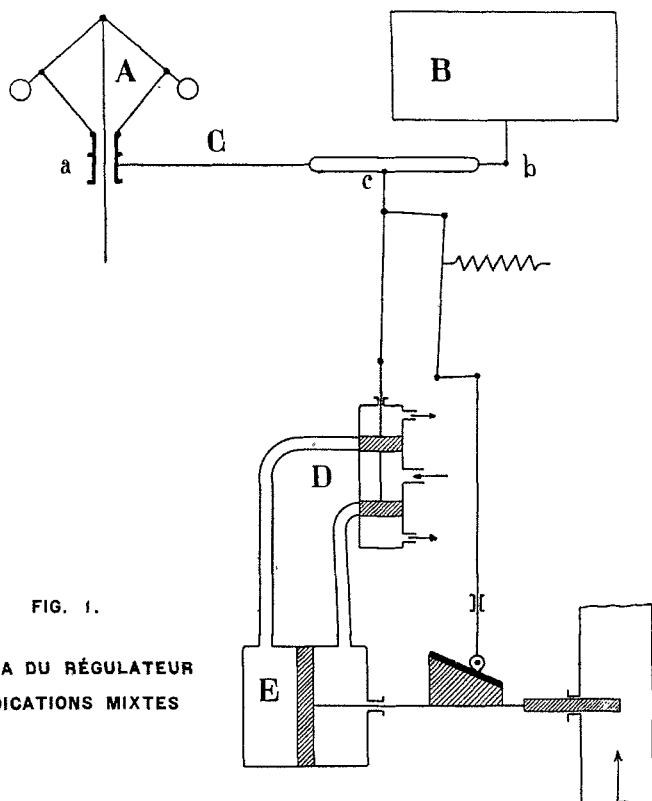 A
B
C
a
b
c
D
FIG. 1.
A DU RÉGULATEUR
DICATIONS MIXTES
E